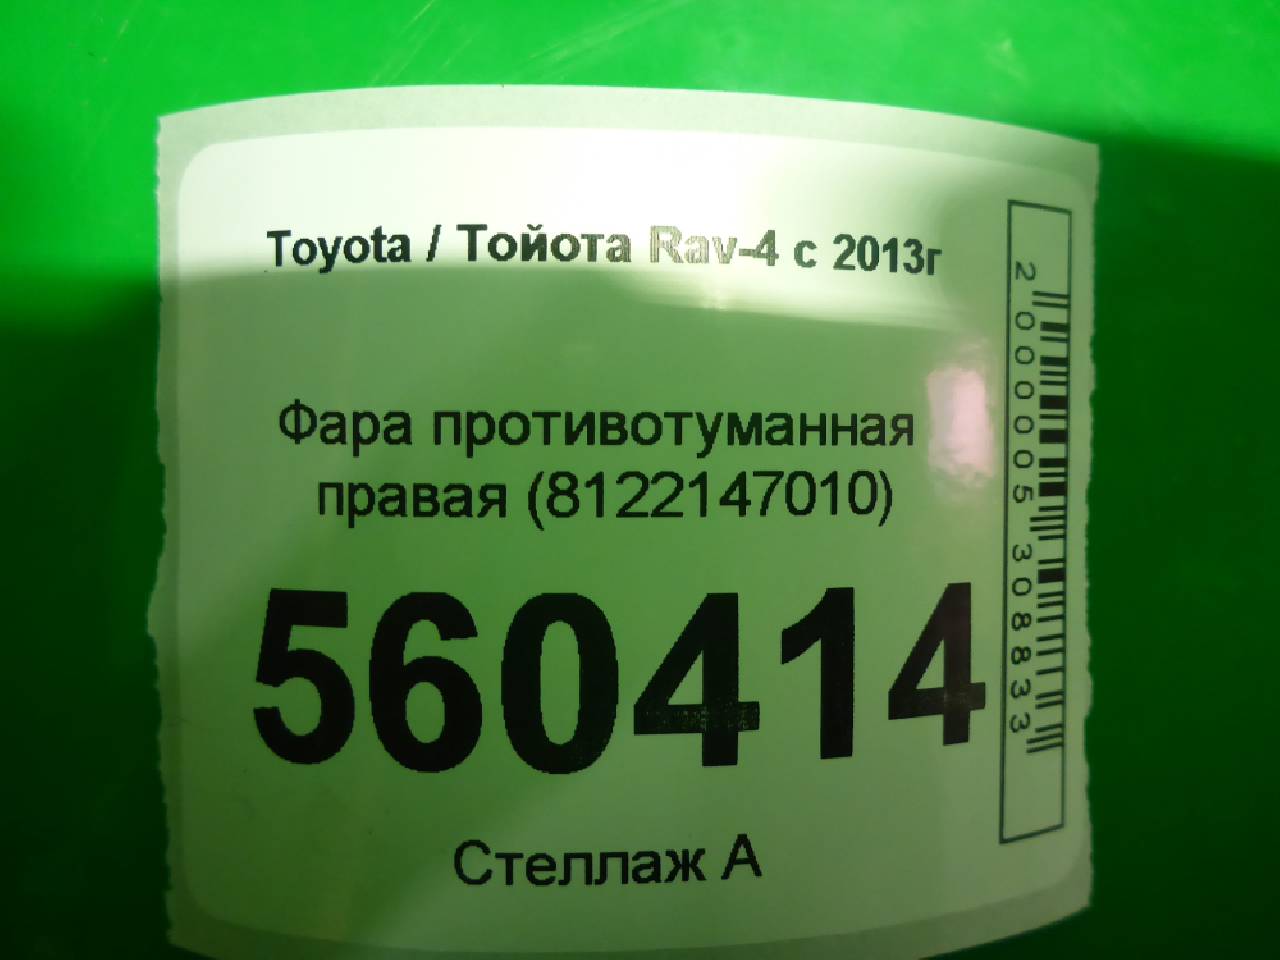 Toyota / Тойота Rav-4 с 2013г
Фара противотуманная
правая (8122147010)
560414
Стеллаж А
2000005308833